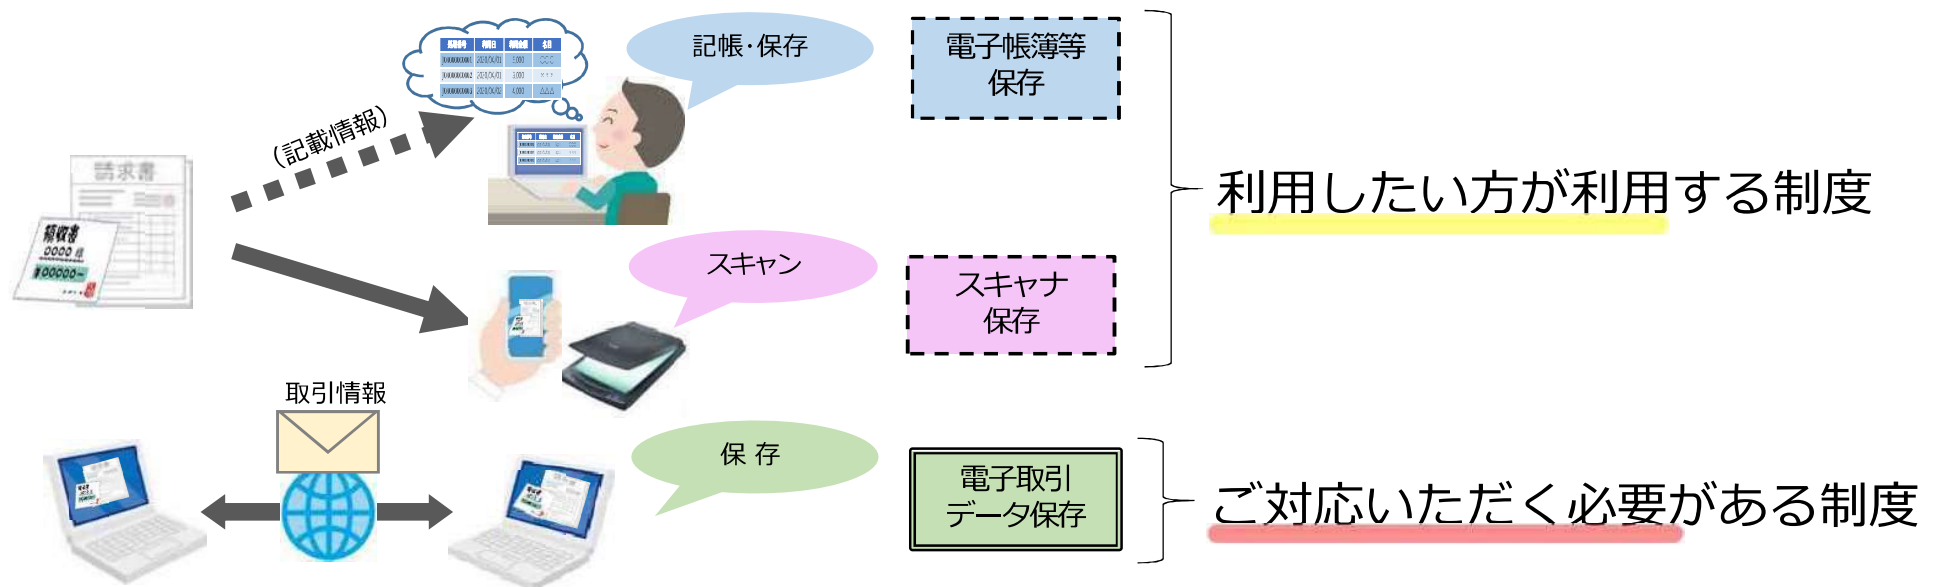 記帳・保存
電子帳簿等
保存
（記載情報）
請求書
領収書
0000 様
スキャン
スキャナ
保存
利用したい方が利用する制度
取引情報
保 存
電子取引
データ保存
ご対応いただく必要がある制度